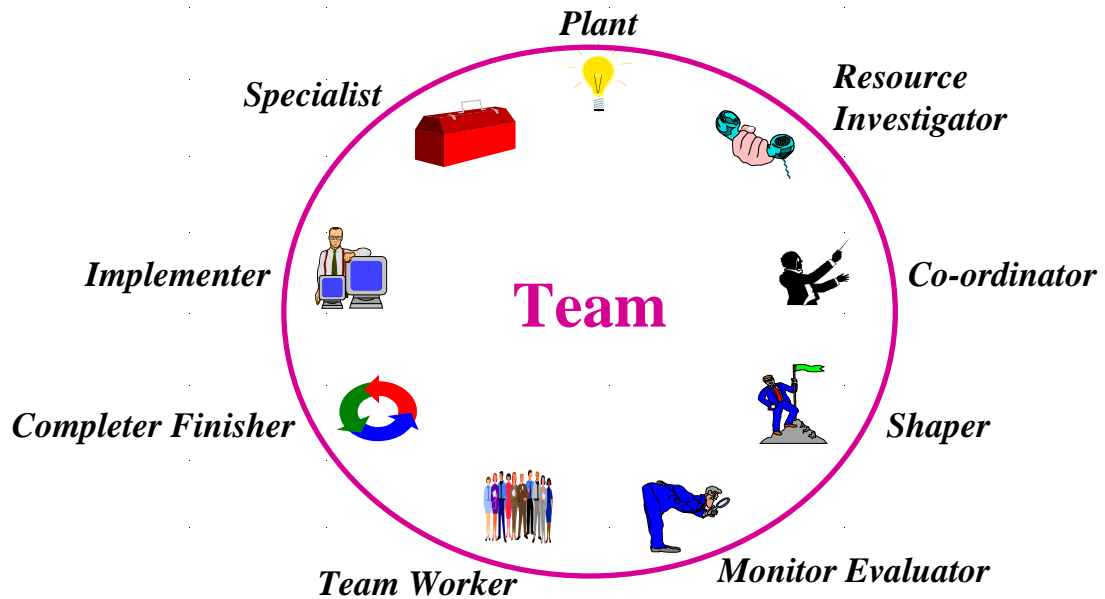 Plant
Specialist
Resource
Investigator
Implementer
Co-ordinator
Team
Completer Finisher
Shaper
Team Worker
Monitor Evaluator